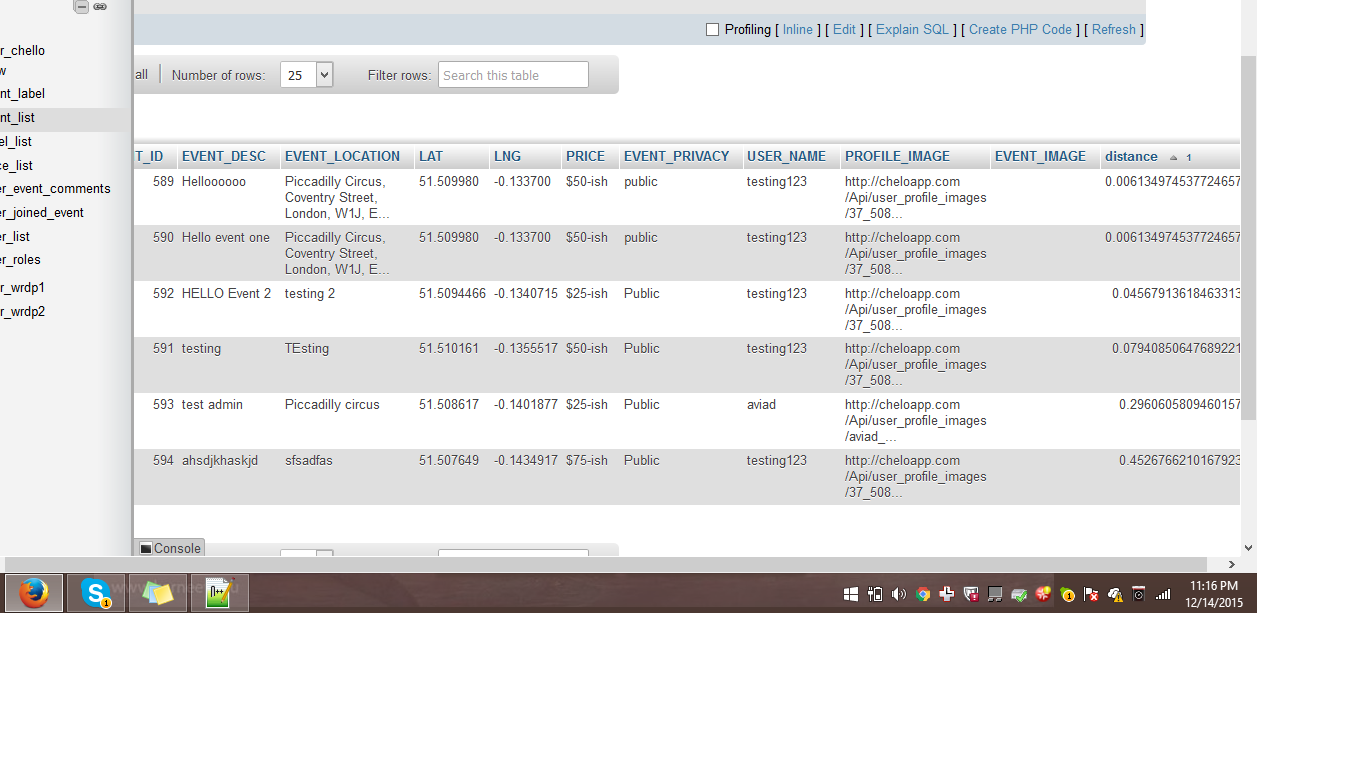 Profiling [ Inline ] [ Edit ] [ Explain SQL ] [ Create PHP Code ] [ Refresh ]
r_chello
w
all Number of rows: 25 Filter rows: Search this table
nt_label
nt_list
el_list
ce_list
er_event_comments
er_joined_event
er_list
er_roles
r_wrdp1
r_wrdp2
T_ID EVENT_DESC EVENT_LOCATION LAT LNG PRICE EVENT_PRIVACY USER_NAME PROFILE_IMAGE EVENT_IMAGE distance 1
589 Helloooooo Piccadilly Circus, 51.509980 -0.133700 $50-ish public testing123 http://cheloapp.com 0.006134974537724657
Coventry Street, /Api/user_profile_images
London, W1J, E... /37_508...
590 Hello event one Piccadilly Circus, 51.509980 -0.133700 $50-ish public testing123 http://cheloapp.com 0.006134974537724657
Coventry Street, /Api/user_profile_images
London, W1J, E... /37_508...
592 HELLO Event 2 testing 2 51.5094466 -0.1340715 $25-ish Public testing123 http://cheloapp.com 0.04567913618463313
/Api/user_profile_images
/37_508...
591 testing TEsting 51.510161 -0.1355517 $50-ish Public testing123 http://cheloapp.com 0.07940850647689221
/Api/user_profile_images
/37_508...
593 test admin Piccadilly circus 51.508617 -0.1401877 $25-ish Public aviad http://cheloapp.com 0.2960605809460157
/Api/user_profile_images
/aviad_...
594 ahsdjkhaskjd sfsadfas 51.507649 -0.1434917 $75-ish Public testing123 http://cheloapp.com 0.4526766210167923
/Api/user_profile_images
/37_508...
Console
11:16 PM
12/14/2015